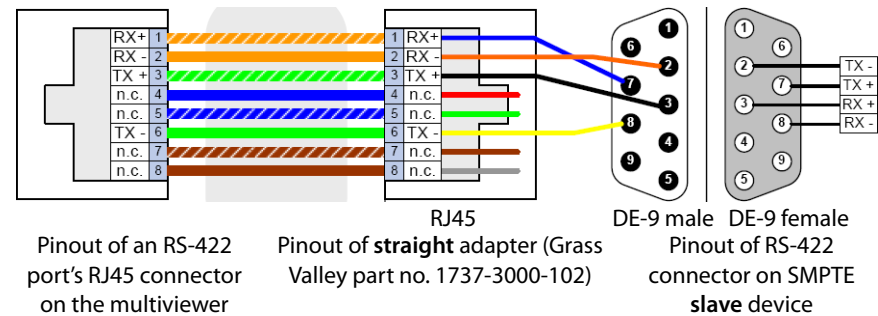 RX+ 1
RX - 2
TX + 3
n.c. 4
n.c. 5
TX - 6
n.c. 7
n.c. 8
1 RX+
2 RX -
3 TX +
4 n.c.
5 n.c.
6 TX -
7 n.c.
8 n.c.
1
6
2
7
3
8
4
9
5
1
6
2
7
3
8
4
9
5
TX -
TX +
RX +
RX -
RJ45
DE-9 male
DE-9 female
Pinout of an RS-422
port's RJ45 connector
on the multiviewer
Pinout of straight adapter (Grass
Valley part no. 1737-3000-102)
Pinout of RS-422
connector on SMPTE
slave device